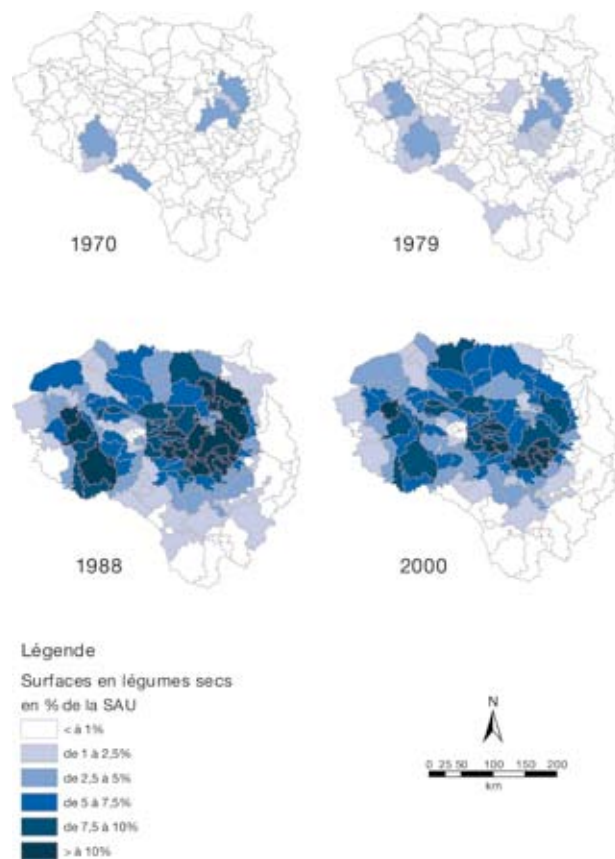 1970
1979
1988
2000
Légende
Surfaces en légumes secs
en % de la SAU
< à 1%
de 1 à 2,5%
de 2,5 à 5%
de 5 à 7,5%
de 7,5 à 10%
> à 10%
N
0 25 50 100 150 200
km